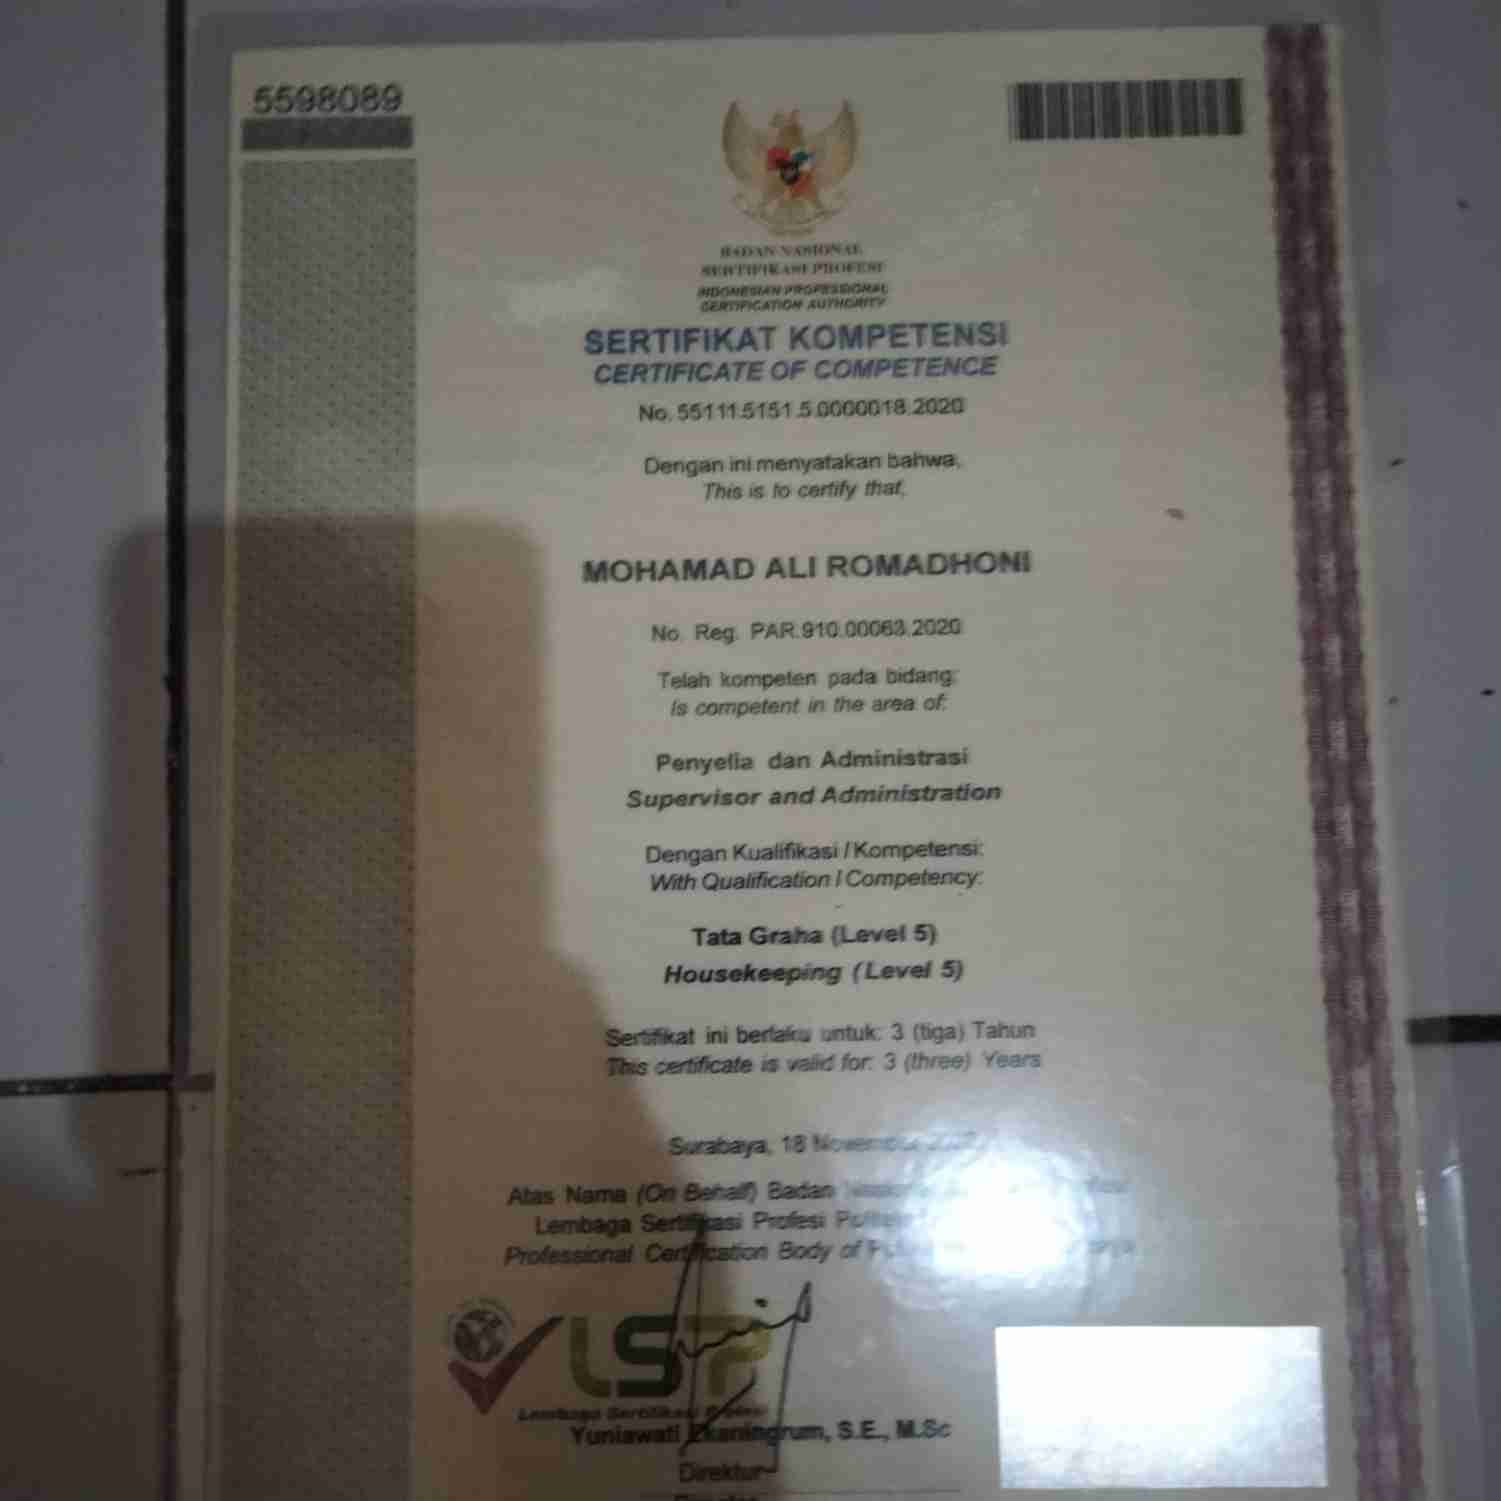 5598089
BADAN NASIONAL
SERTIFIKASI PROFESI
INDONESIAN PROFESSIONAL
CERTIFICATION AUTHORITY
SERTIFIKAT KOMPETENSI
CERTIFICATE OF COMPETENCE
No. 55111.5151.5.0000018.2020
Dengan ini menyatakan bahwa,
This is to certify that,
MOHAMAD ALI ROMADHONI
No. Reg. PAR.910.00063.2020
Telah kompeten pada bidang:
Is competent in the area of:
Penyelia dan Administrasi
Supervisor and Administration
Dengan Kualifikasi / Kompetensi:
With Qualification / Competency:
Tata Graha (Level 5)
Housekeeping (Level 5)
Sertifikat ini berlaku untuk: 3 (tiga) Tahun
This certificate is valid for: 3 (three) Years
Surabaya, 18 November
Atas Nama (On Behalf) Badan
Lembaga Sertifikasi Profesi
Professional Certification Body of
LSP
Lembaga Sertifikasi Profesi
Yuniawati Ekaningrum, S.E., M.Sc
Direktur